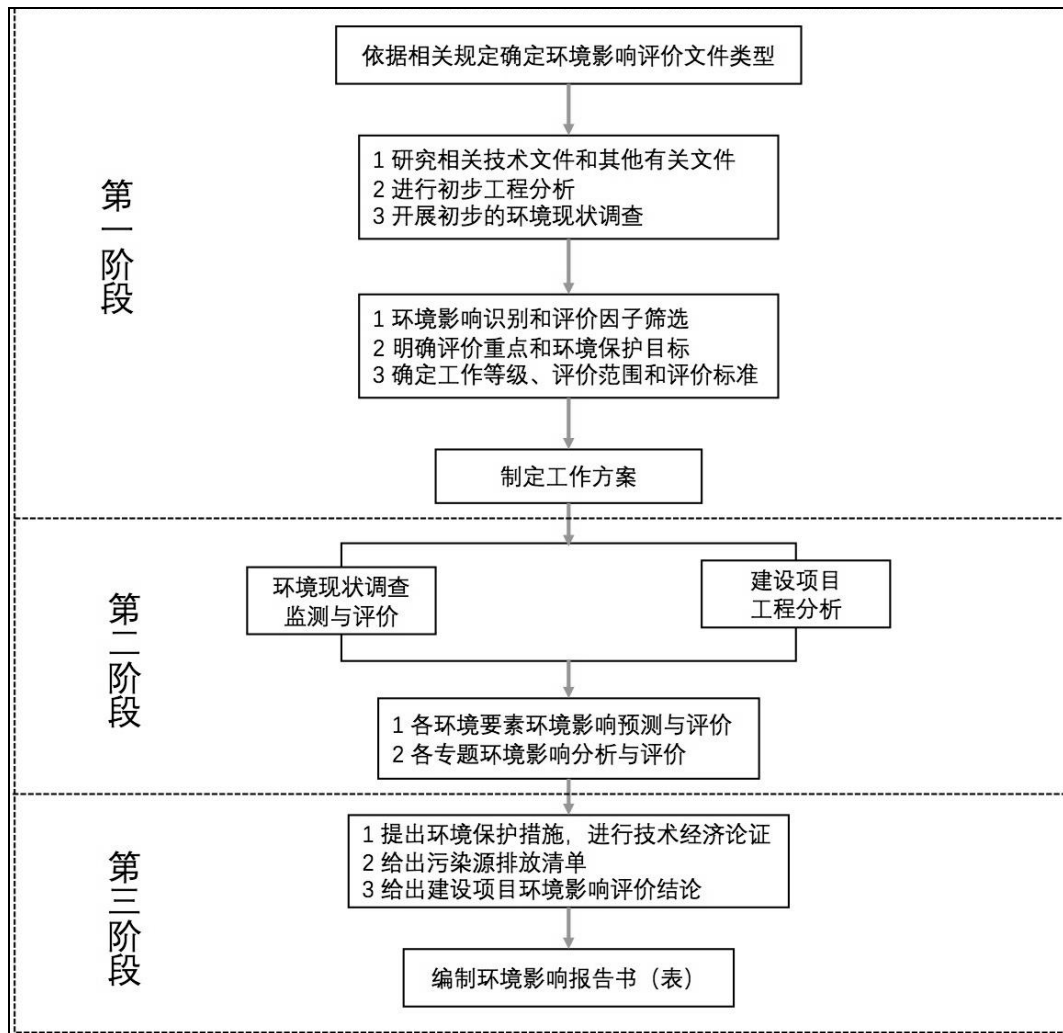 第一阶段
依据相关规定确定环境影响评价文件类型
1 研究相关技术文件和其他有关文件
2 进行初步工程分析
3 开展初步的环境现状调查
1 环境影响识别和评价因子筛选
2 明确评价重点和环境保护目标
3 确定工作等级、评价范围和评价标准
制定工作方案
第二阶段
环境现状调查
监测与评价
建设项目
工程分析
1 各环境要素环境影响预测与评价
2 各专题环境影响分析与评价
第三阶段
1 提出环境保护措施，进行技术经济论证
2 给出污染源排放清单
3 给出建设项目环境影响评价结论
编制环境影响报告书（表）